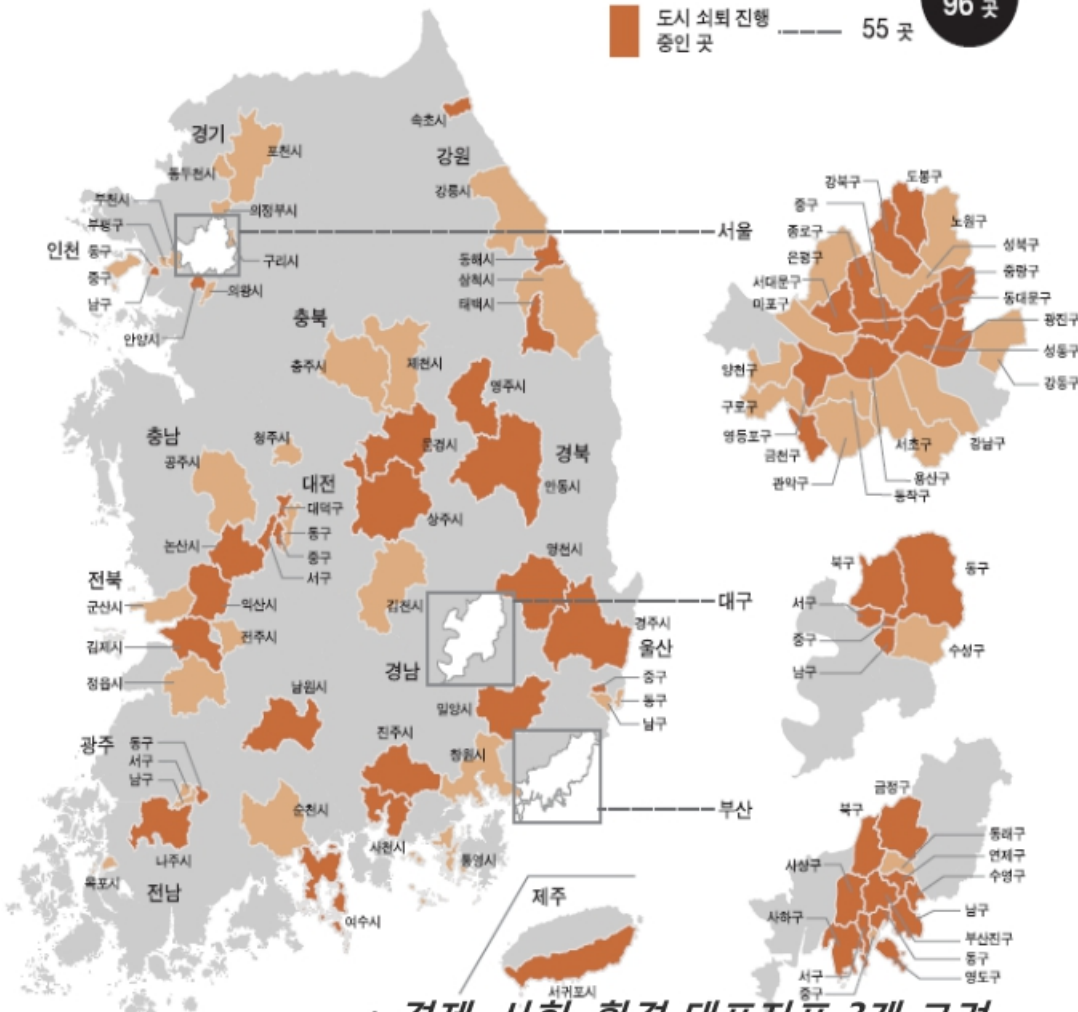 96 곳
도시 쇠퇴 진행
중인 곳
55 곳
속초시
경기
포천시
강원
동두천시
강릉시
부천시
의정부시
부평구
서울
인천
동구
구리시
동해시
중구
의왕시
삼척시
남구
태백시
안양시
충북
충주시
제천시
영주시
충남
청주시
문경시
경북
공주시
대전
안동시
대덕구
상주시
동구
논산시
중구
서구
영천시
전북
군산시
익산시
김천시
대구
경주시
김제시
전주시
울산
경남
정읍시
남원시
중구
밀양시
동구
남구
진주시
창원시
광주
동구
서구
남구
순천시
부산
사천시
통영시
나주시
목포시
전남
여수시
제주
서귀포시
강북구
도봉구
중구
노원구
종로구
성북구
은평구
중랑구
서대문구
동대문구
마포구
광진구
성동구
양천구
강동구
구로구
영등포구
서초구
강남구
금천구
용산구
관악구
동작구
북구
동구
서구
중구
수성구
남구
금정구
북구
동래구
연제구
사상구
수영구
사하구
남구
부산진구
동구
서구
영도구
중구